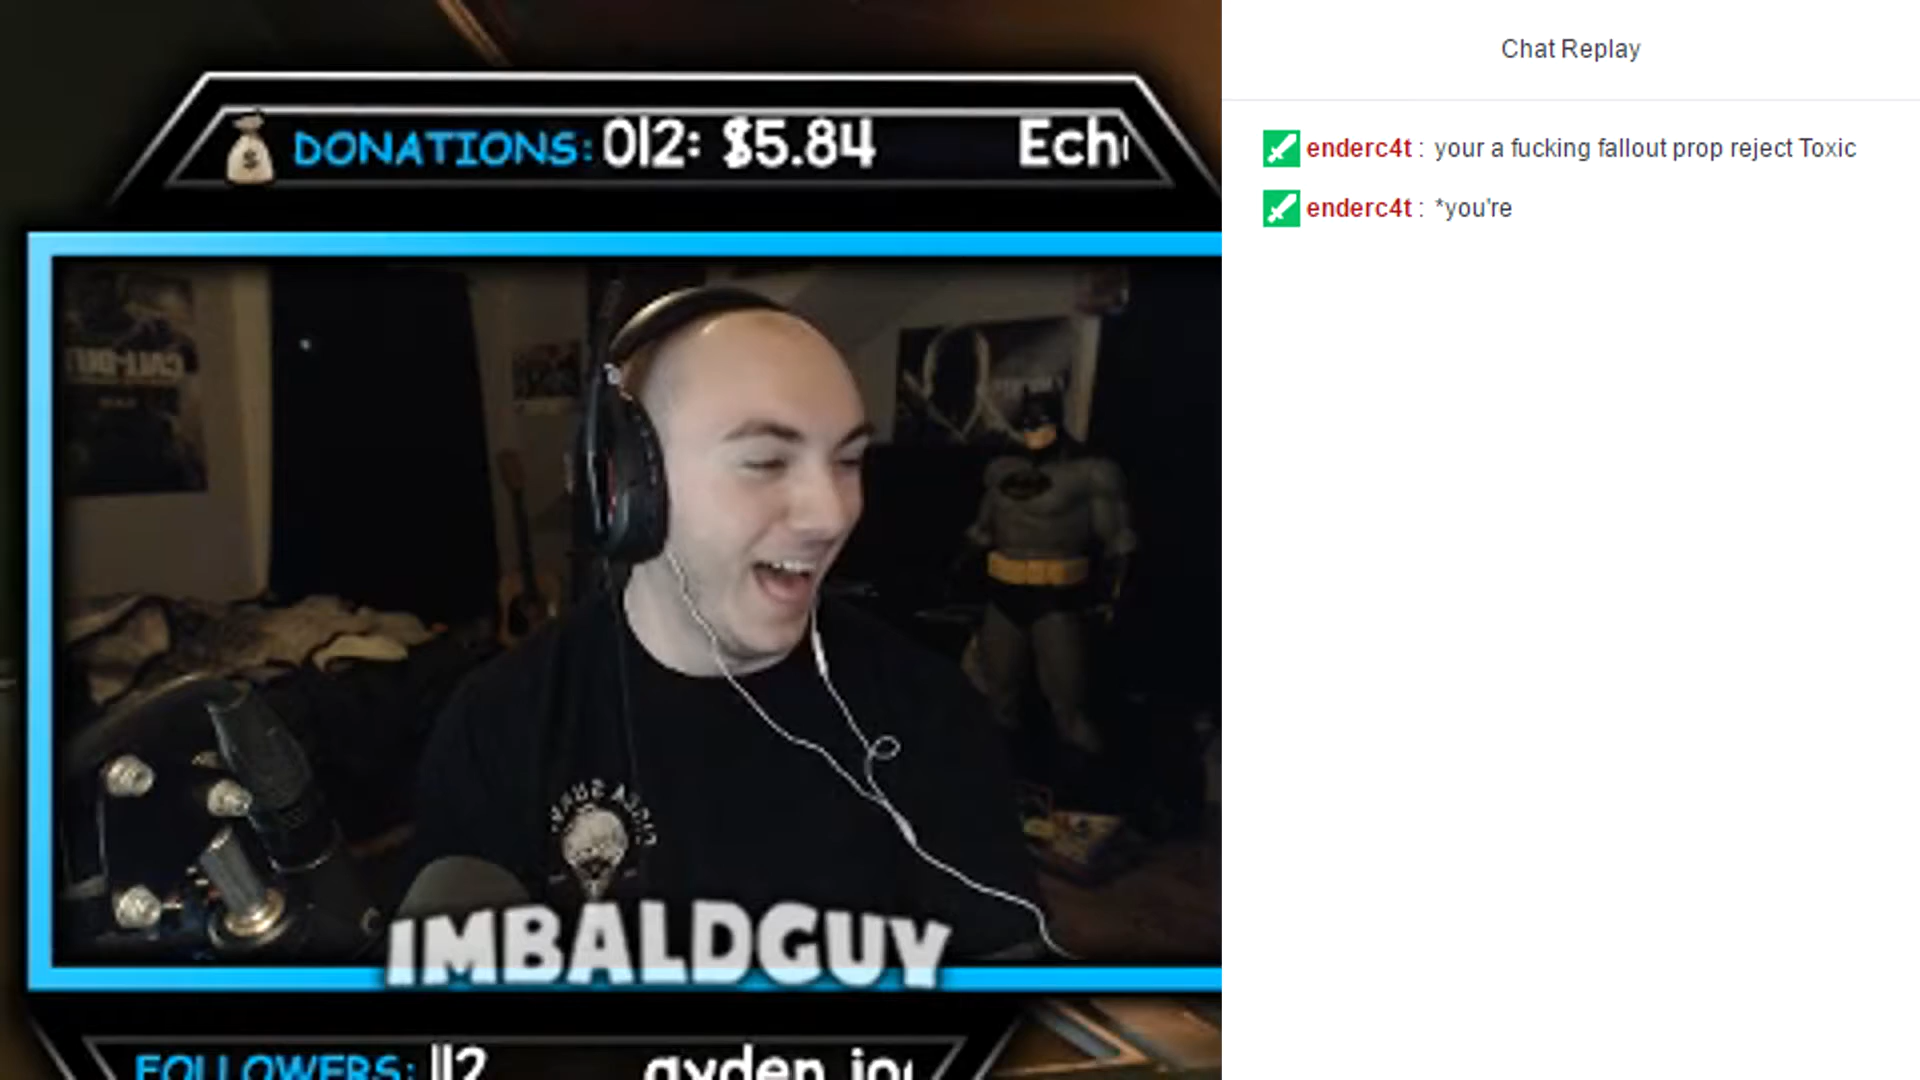 DONATIONS: 012: $5.84 Ech
Chat Replay
enderc4t : your a fucking fallout prop reject Toxic
enderc4t : *you're
IMBALDGUY
FOLLOWERS: 112 ayden_jo